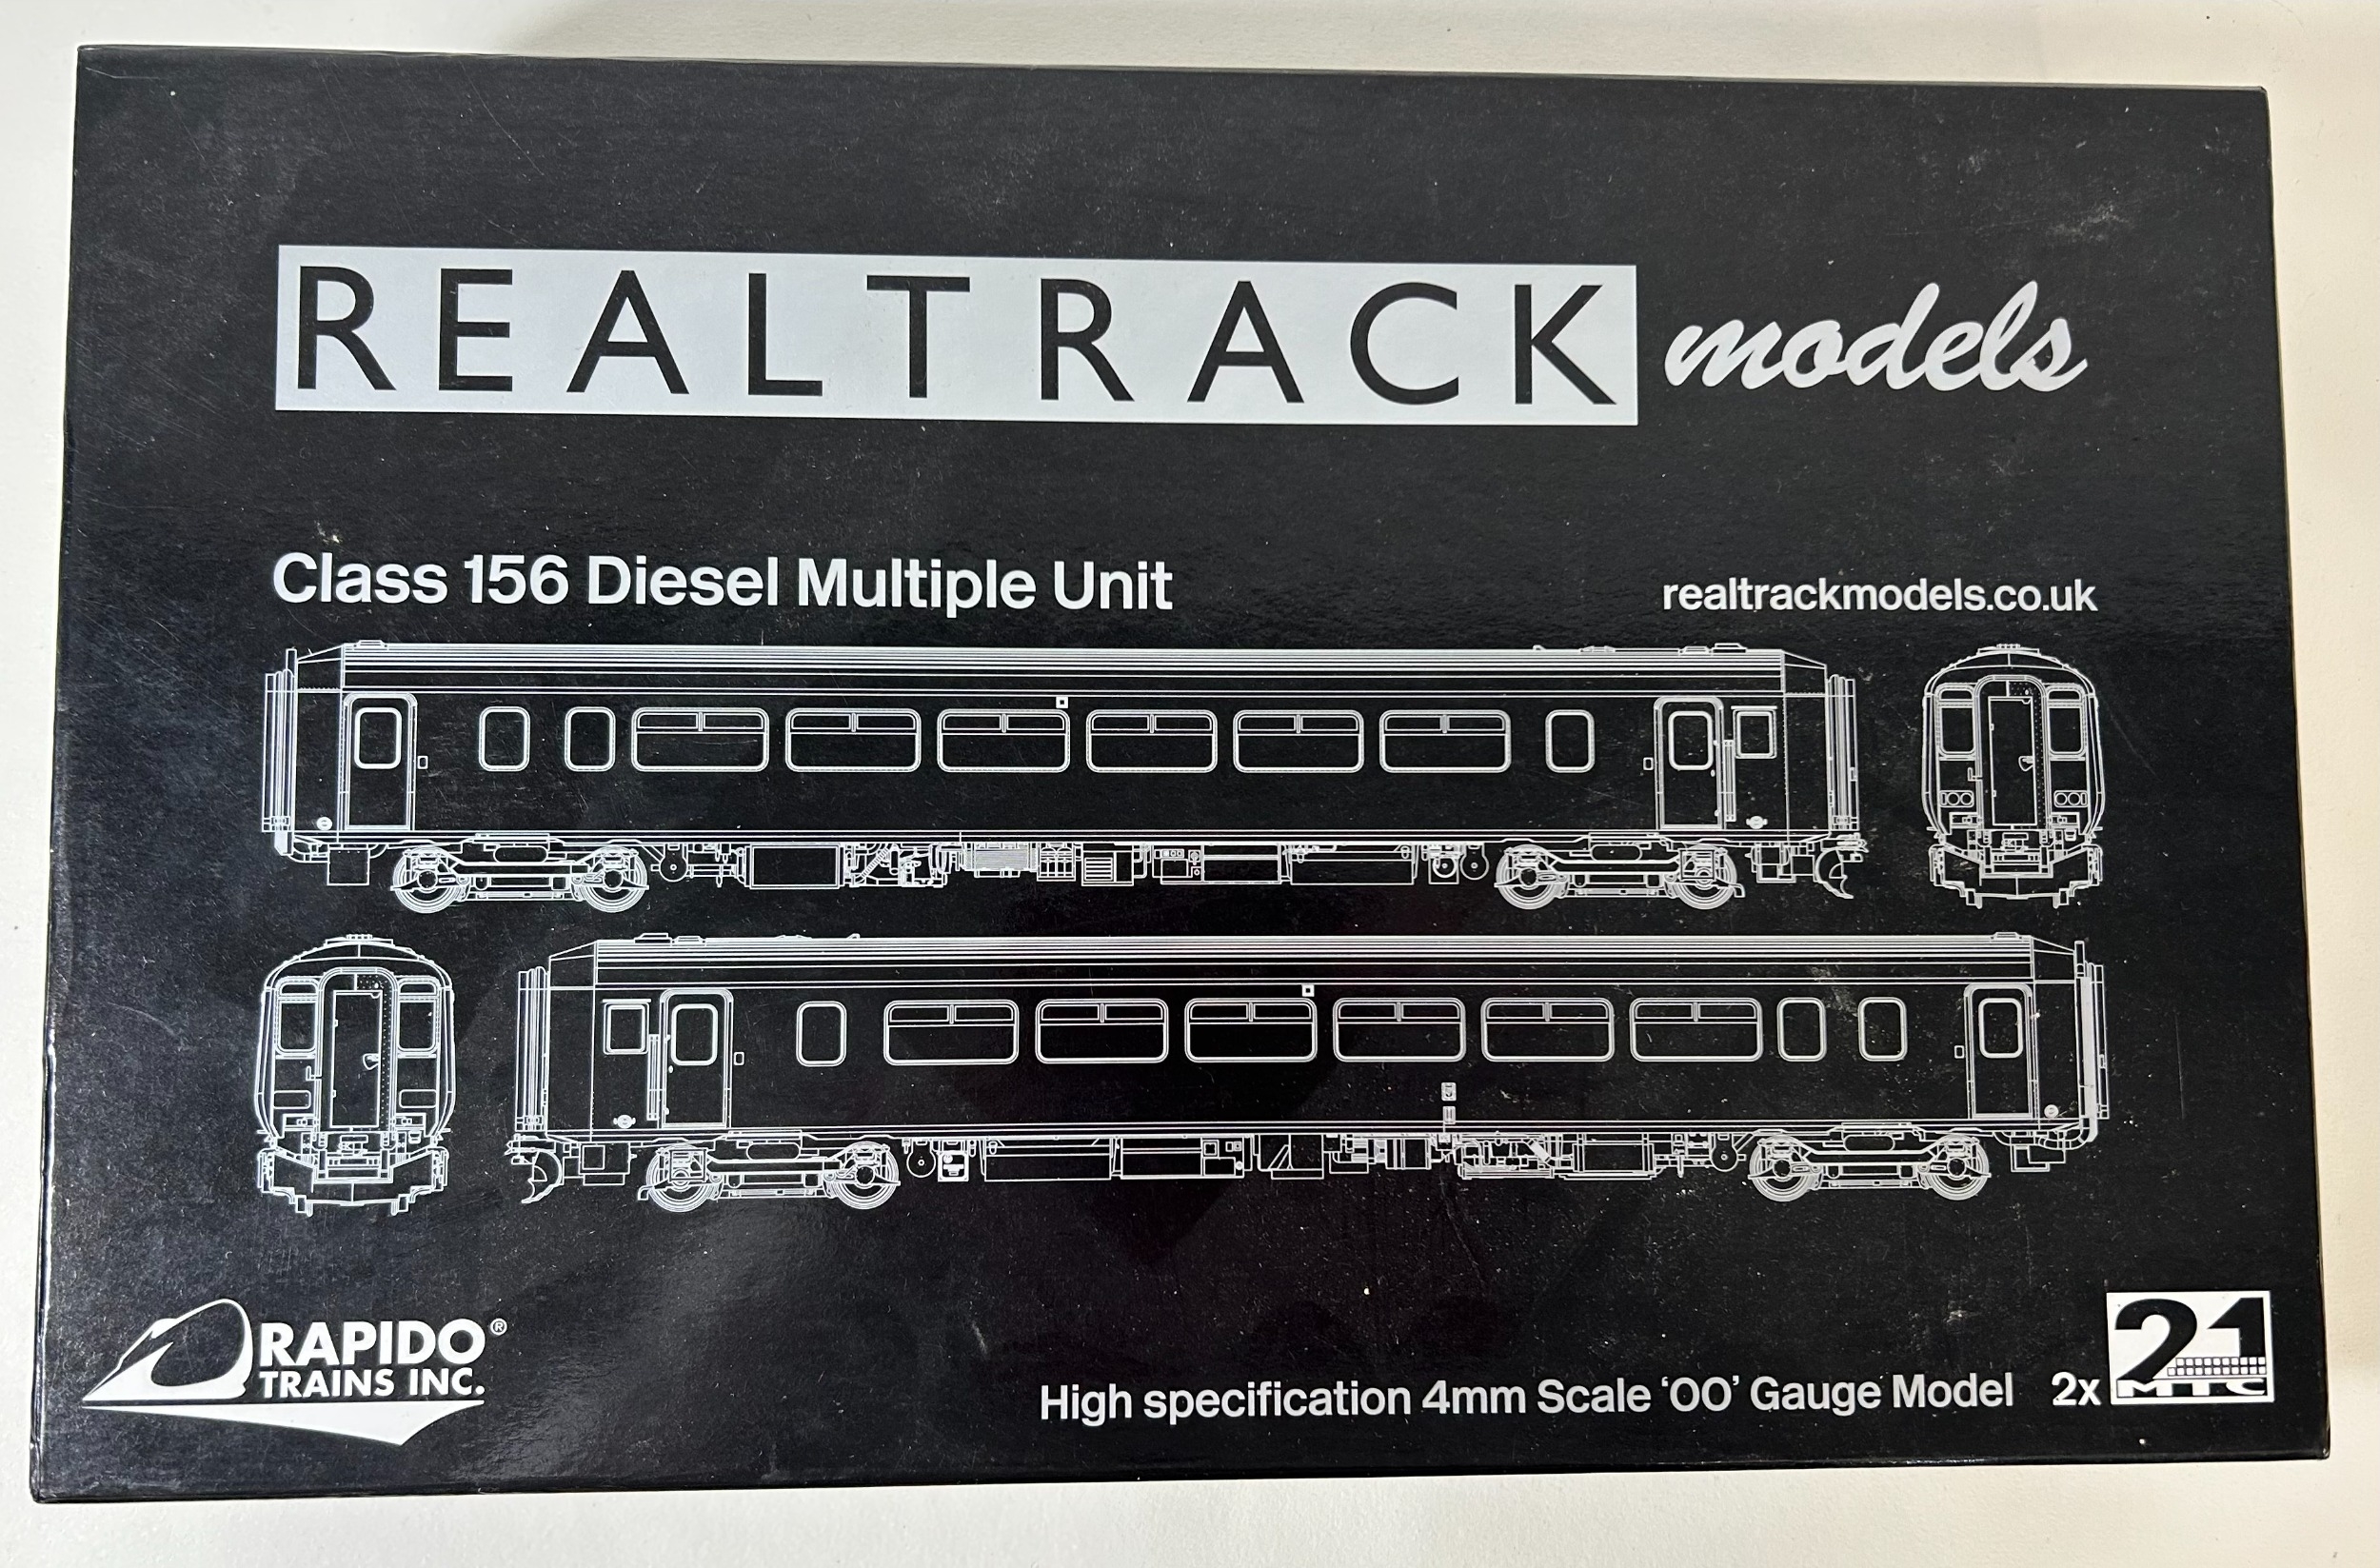 REALTRACK models
Class 156 Diesel Multiple Unit
realtrackmodels.co.uk
RAPIDO®
TRAINS INC.
High specification 4mm Scale ‘OO’ Gauge Model 2x
21
MTC